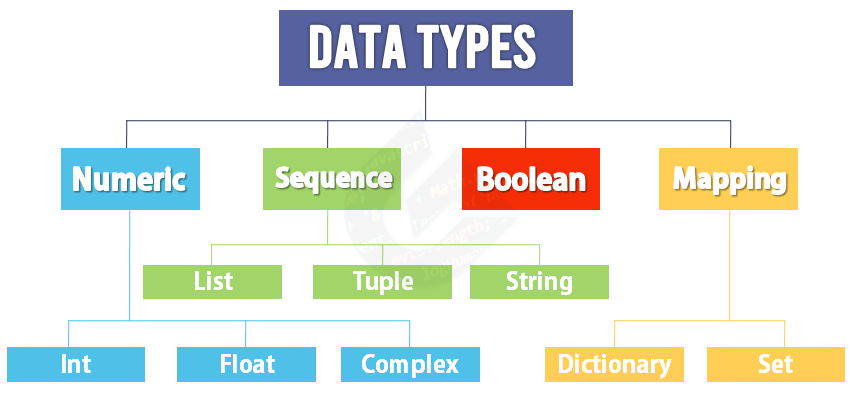 DATA TYPES
Numeric
Sequence
Boolean
Mapping
List
Tuple
String
Int
Float
Complex
Dictionary
Set